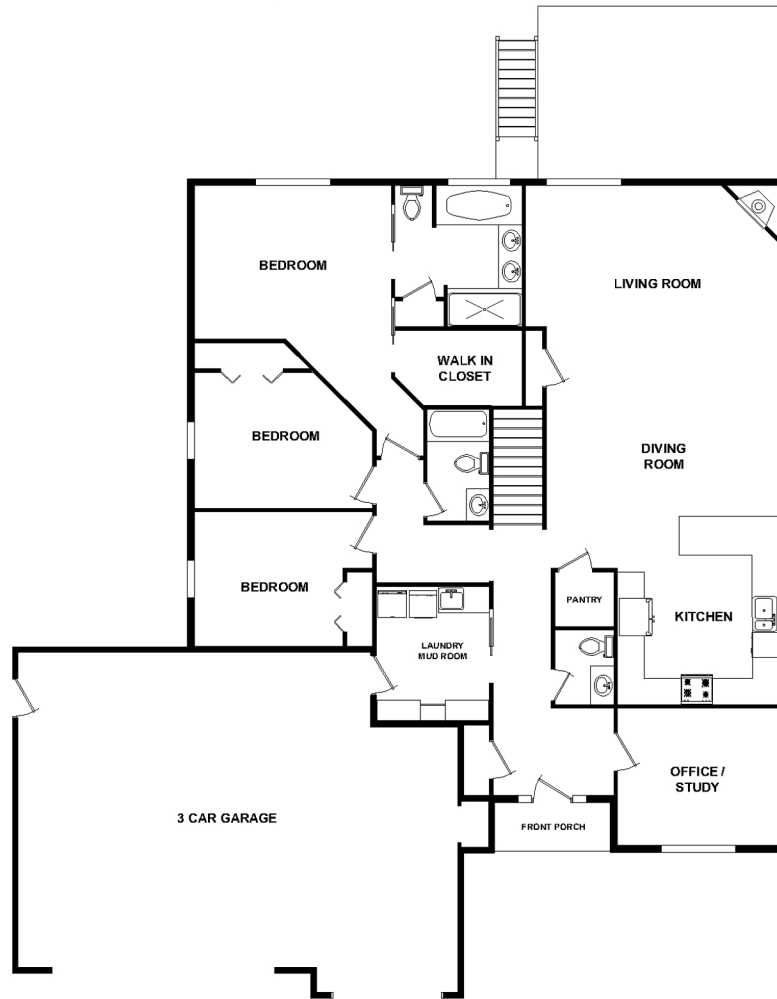 BEDROOM
LIVING ROOM
WALK IN
CLOSET
BEDROOM
DIVING
ROOM
BEDROOM
PANTRY
KITCHEN
LAUNDRY
MUD ROOM
OFFICE /
STUDY
3 CAR GARAGE
FRONT PORCH